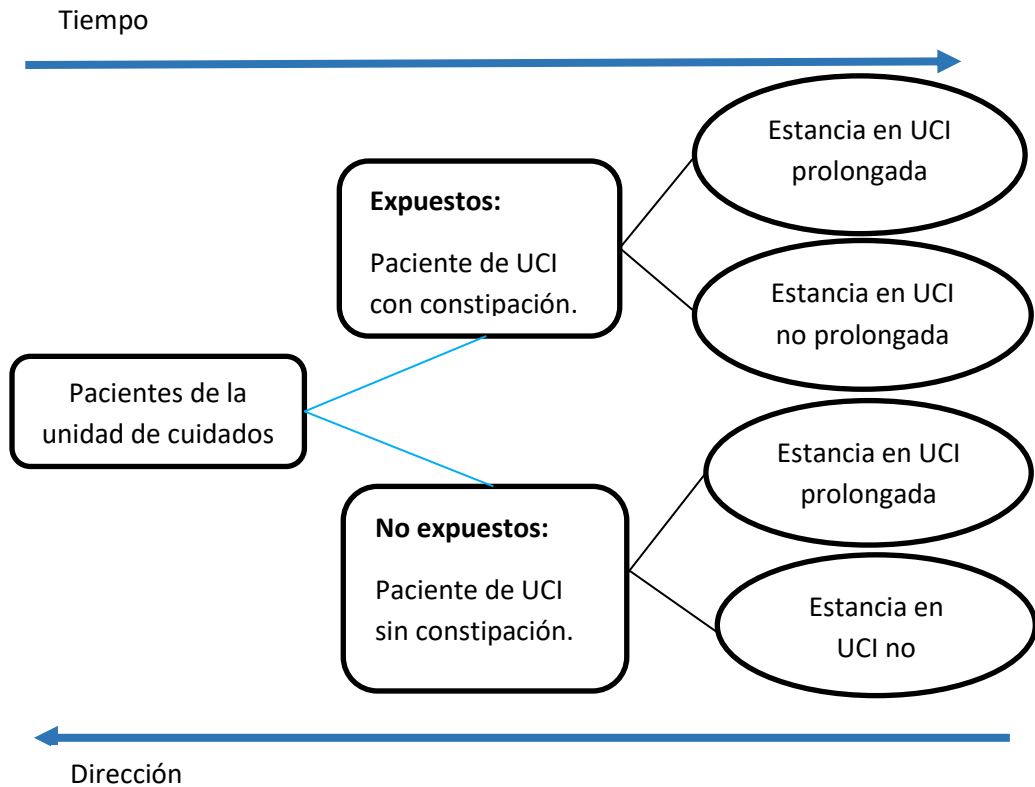 Tiempo
Estancia en UCI
prolongada
Expuestos:
Paciente de UCI
con constipación.
Estancia en UCI
no prolongada
Pacientes de la
unidad de cuidados
Estancia en UCI
prolongada
No expuestos:
Paciente de UCI
sin constipación.
Estancia en
UCI no
Dirección